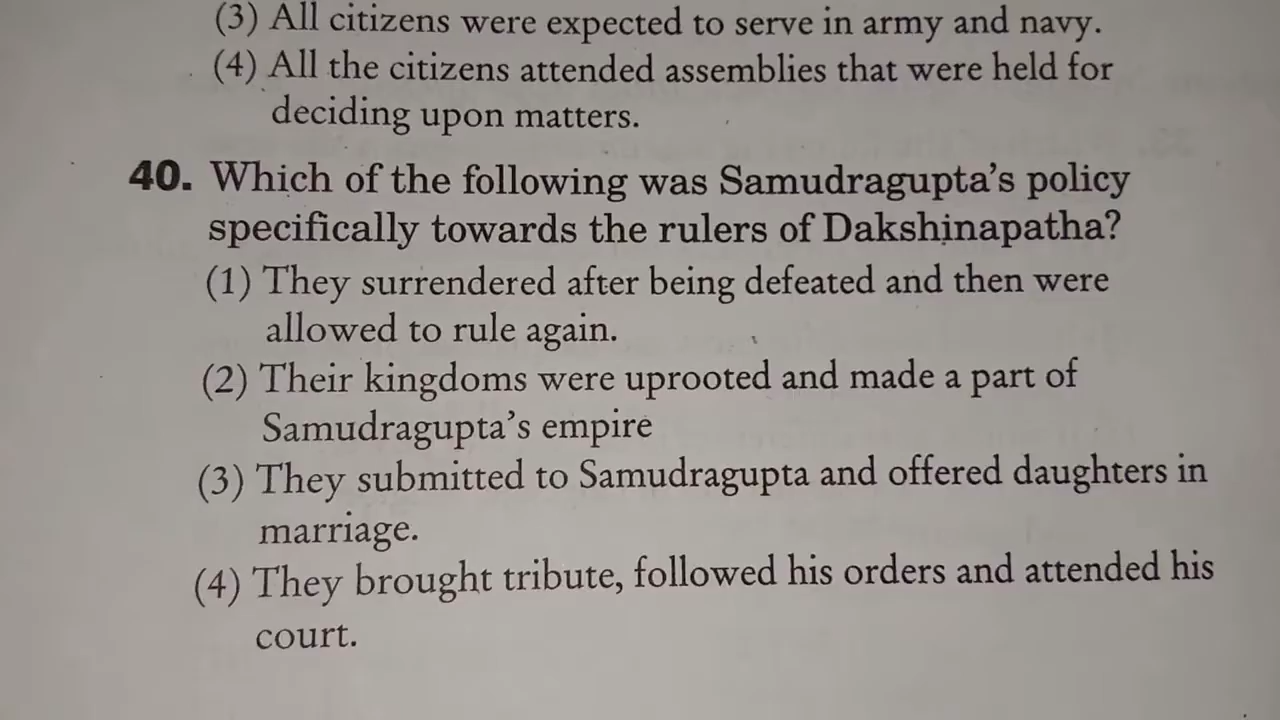 (3) All citizens were expected to serve in army and navy.
(4) All the citizens attended assemblies that were held for
deciding upon matters.
40. Which of the following was Samudragupta's policy
specifically towards the rulers of Dakshinapatha?
(1) They surrendered after being defeated and then were
allowed to rule again.
(2) Their kingdoms were uprooted and made a part of
Samudragupta's empire
(3) They submitted to Samudragupta and offered daughters in
marriage.
(4) They brought tribute, followed his orders and attended his
court.